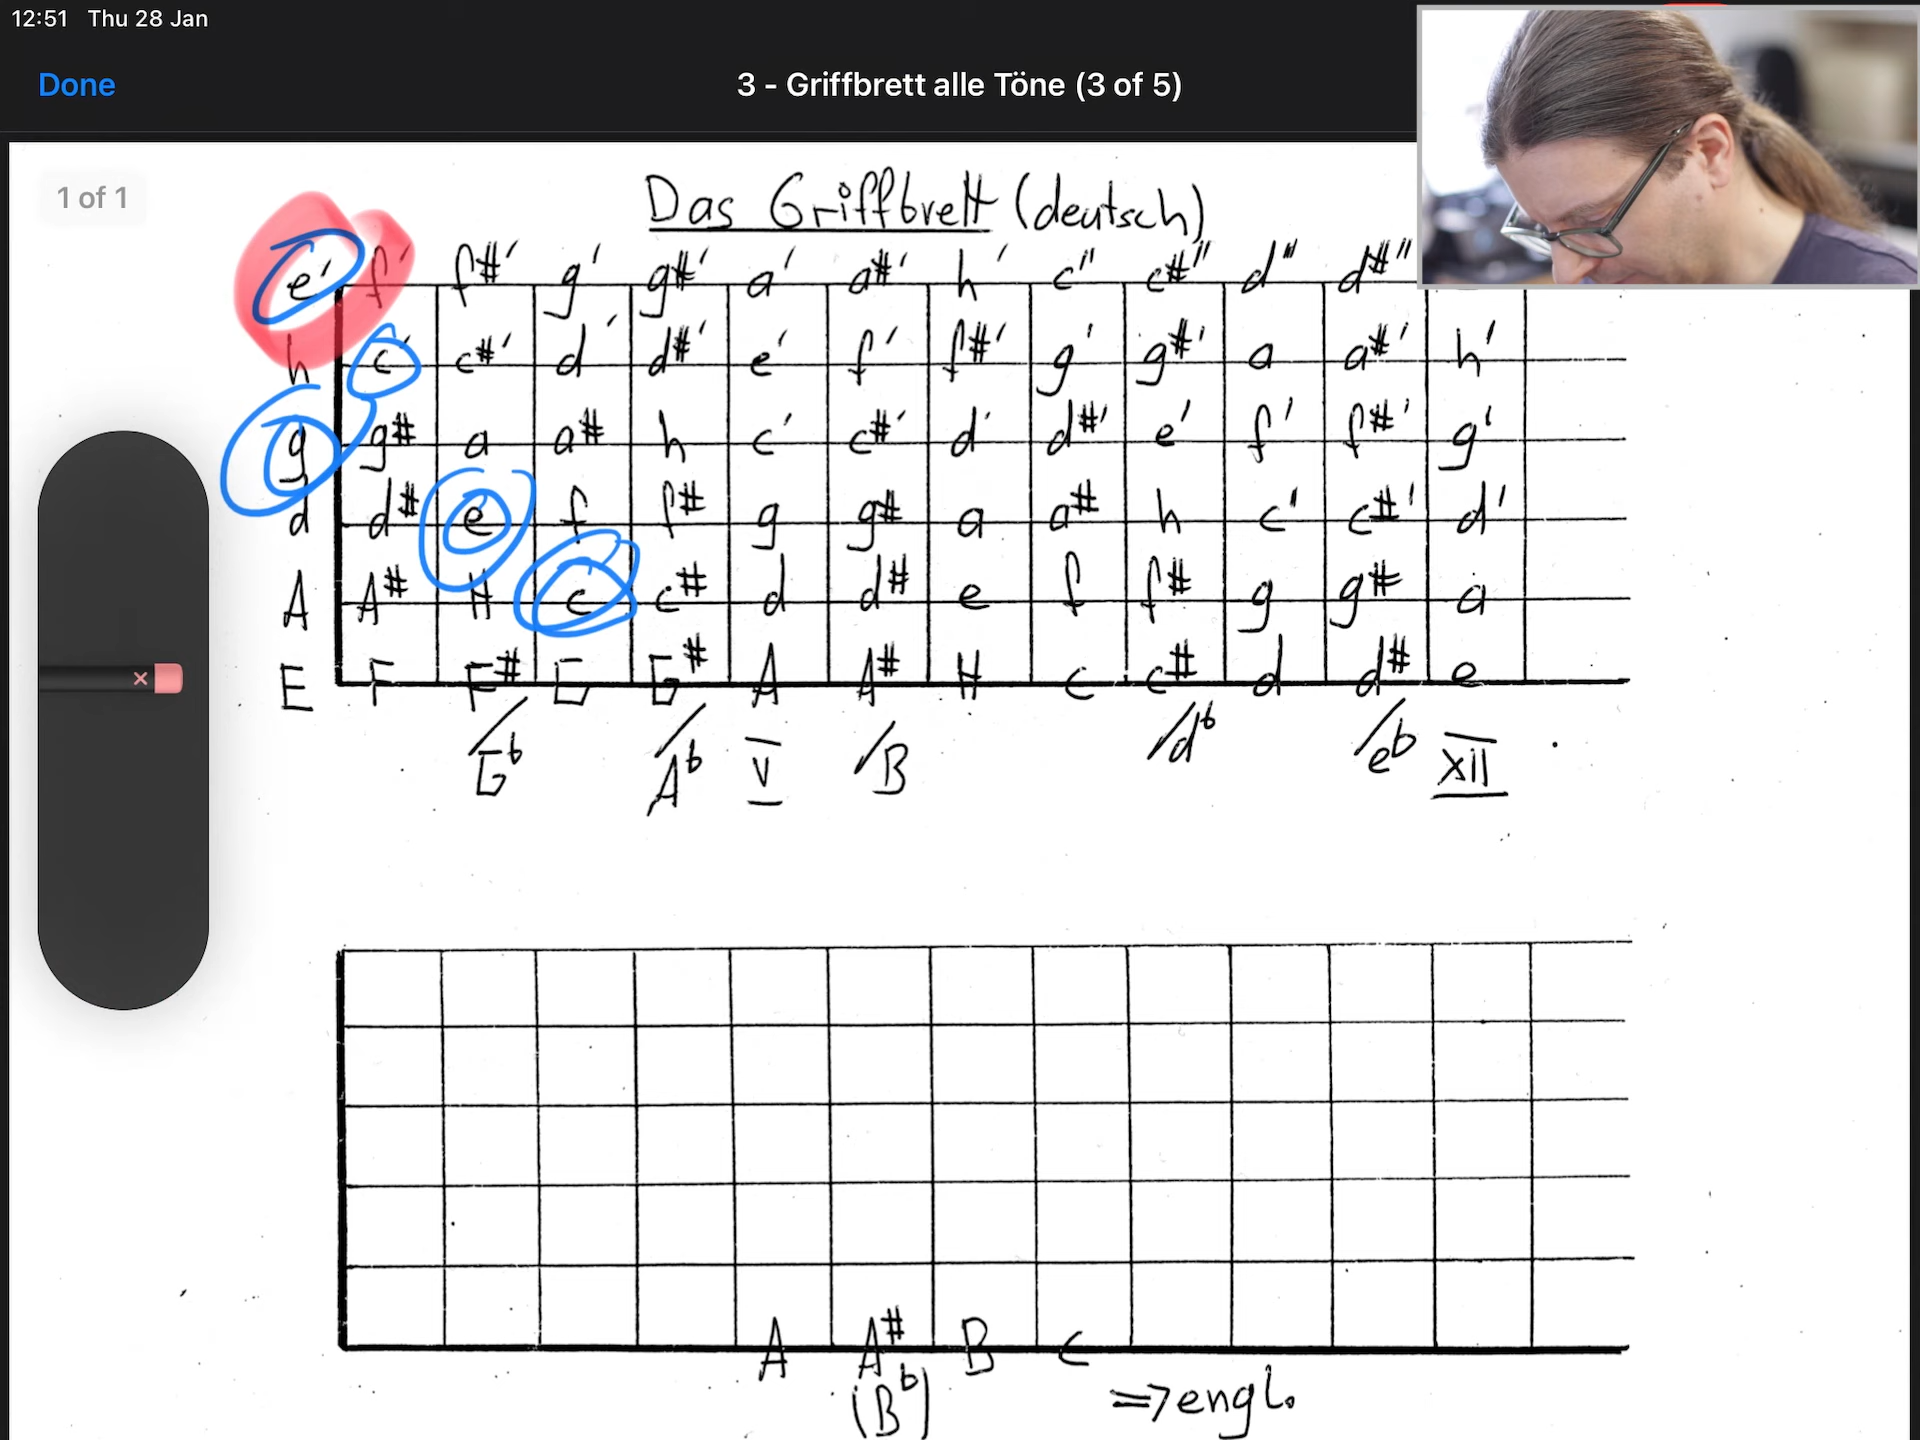 12:51 Thu 28 Jan
Done
3 - Griffbrett alle Töne (3 of 5)
1 of 1
Das Griffbrett (deutsch)
e' f' f#' g' g#' a' a#' h' c'' c#'' d'' d#''
h c' c#' d' d#' e' f' f#' g' g#' a a#' h'
g g# a a# h c' c#' d' d#' e' f' f#' g'
d d# e f f# g g# a a# h c' c#' d'
A A# H c c# d d# e f f# g g# a
E F F# G G# A A# H c c# d d# e
/Gb /Ab V /B /db /eb XII
A A# B C
(Bb) => engl.